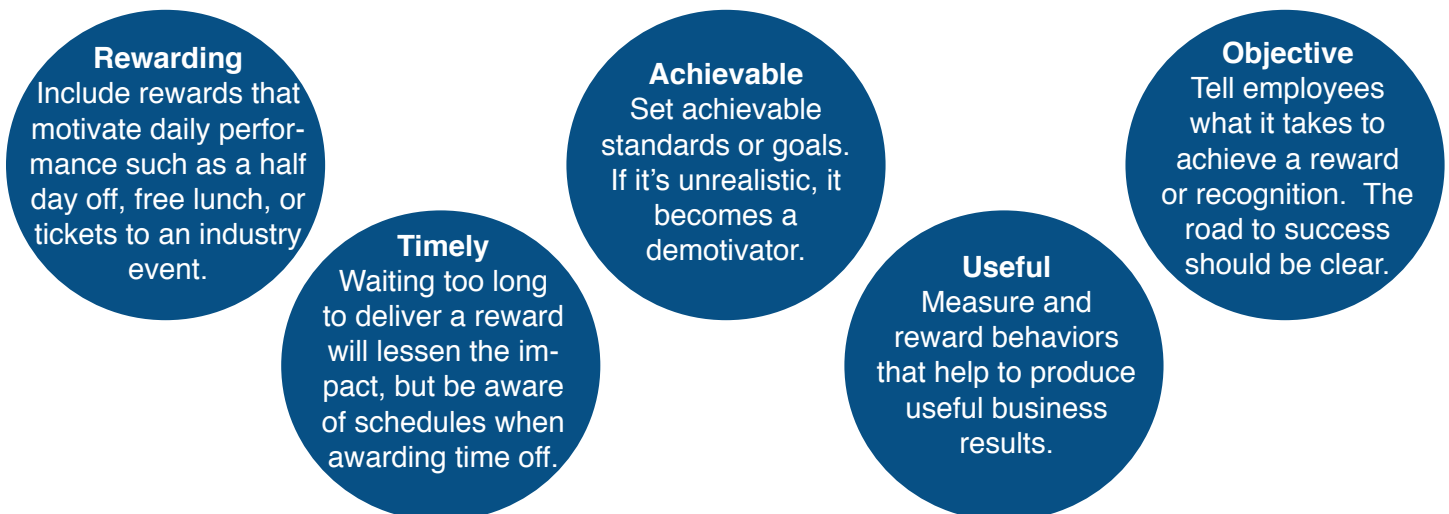 Rewarding
Include rewards that
motivate daily perfor-
mance such as a half
day off, free lunch, or
tickets to an industry
event.
Timely
Waiting too long
to deliver a reward
will lessen the im-
pact, but be aware
of schedules when
awarding time off.
Achievable
Set achievable
standards or goals.
If it's unrealistic, it
becomes a
demotivator.
Useful
Measure and
reward behaviors
that help to produce
useful business
results.
Objective
Tell employees
what it takes to
achieve a reward
or recognition.  The
road to success
should be clear.